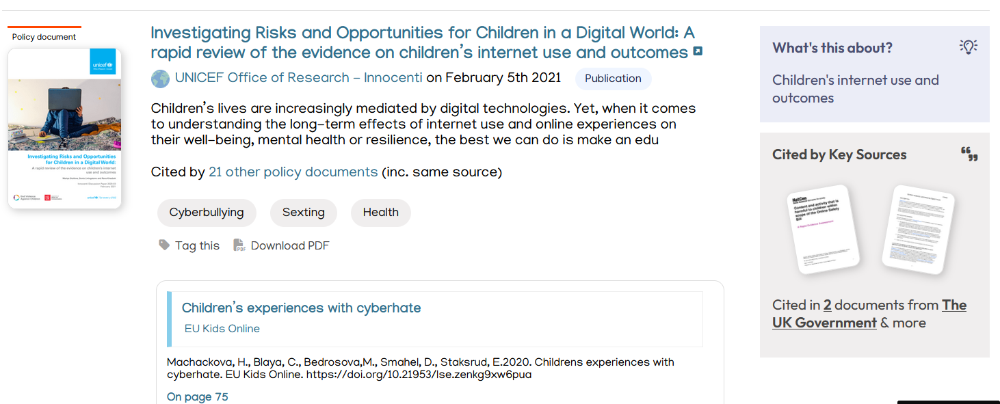 Policy document
unicef
Investigating Risks and Opportunities
for Children in a Digital World:
A rapid review of the evidence on children's internet
use and outcomes
Investigating Risks and Opportunities for Children in a Digital World: A
rapid review of the evidence on children's internet use and outcomes
UNICEF Office of Research - Innocenti on February 5th 2021
Publication
Children's lives are increasingly mediated by digital technologies. Yet, when it comes
to understanding the long-term effects of internet use and online experiences on
their well-being, mental health or resilience, the best we can do is make an edu
Cited by 21 other policy documents (inc. same source)
Cyberbullying
Sexting
Health
Tag this
PDF
Download PDF
Children's experiences with cyberhate
EU Kids Online
Machackova, H., Blaya, C., Bedrosova,M., Smahel, D., Staksrud, E.2020. Childrens experiences with
cyberhate. EU Kids Online. https://doi.org/10.21953/lse.zenkg9xw6pua
On page 75
What's this about?
Children's internet use and
outcomes
Cited by Key Sources
NatCen
Content and activity that is
harmful to children within
scope of the Online Safety
Bill
A Rapid Evidence Assessment
Cited in 2 documents from The
UK Government & more